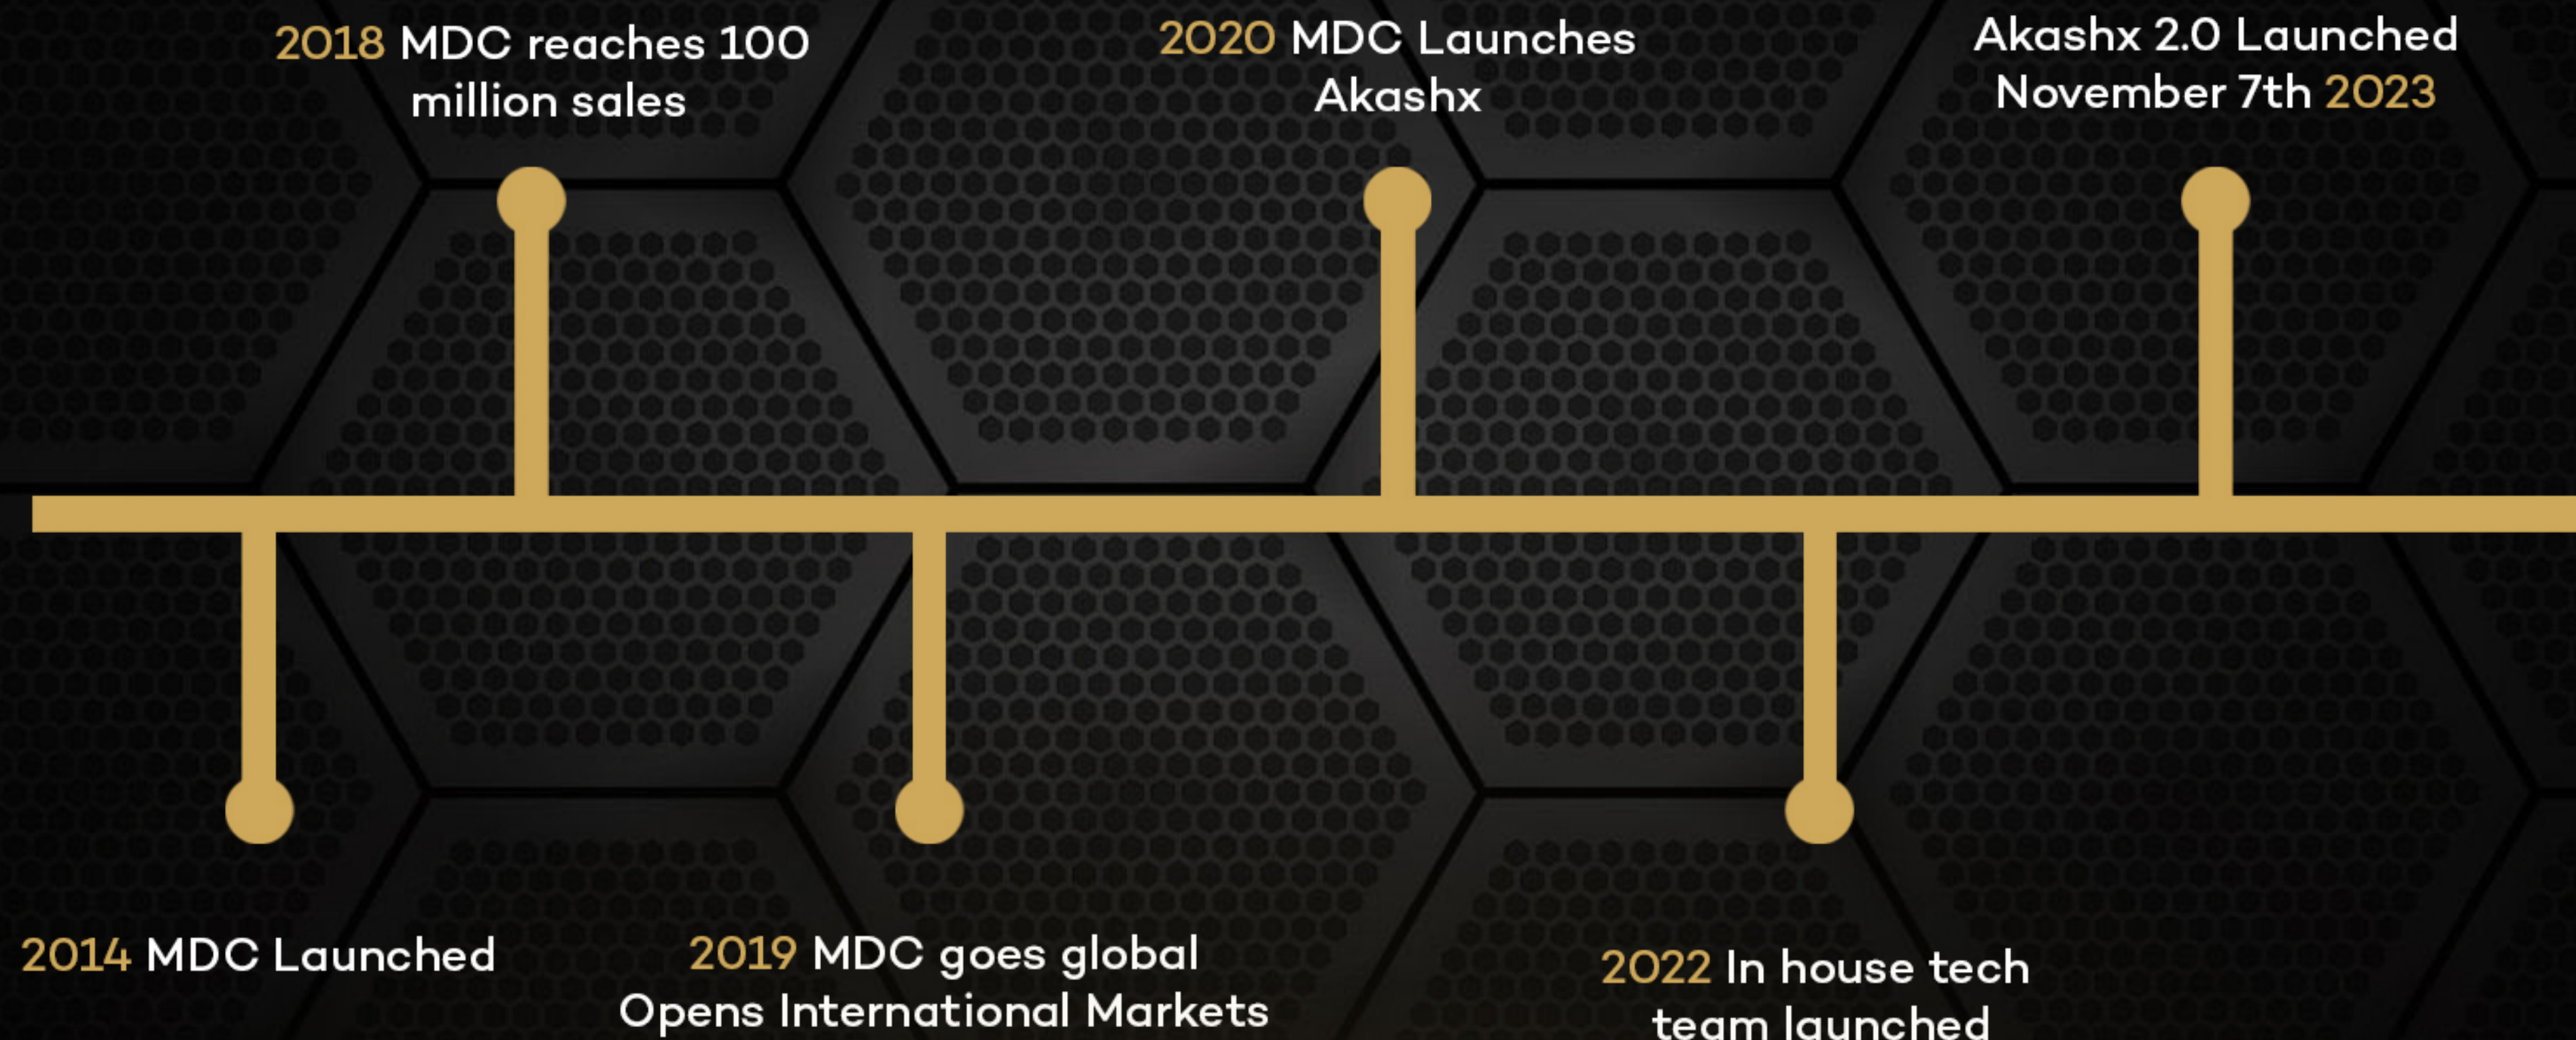 2018 MDC reaches 100
million sales
2020 MDC Launches
Akashx
Akashx 2.0 Launched
November 7th 2023
2014 MDC Launched
2019 MDC goes global
Opens International Markets
2022 In house tech
team launched